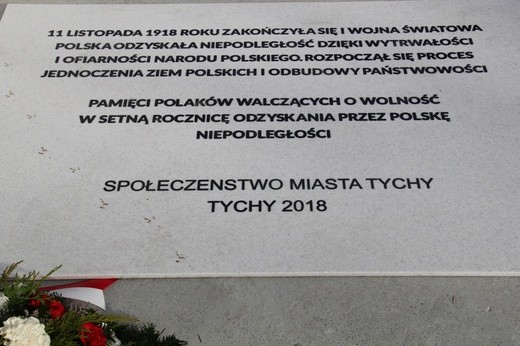 11 LISTOPADA 1918 ROKU ZAKOŃCZYŁA SIĘ I WOJNA ŚWIATOWA
POLSKA ODZYSKAŁA NIEPODLEGŁOŚĆ DZIĘKI WYTRWAŁOŚCI
I OFIARNOŚCI NARODU POLSKIEGO. ROZPOCZĄŁ SIĘ PROCES
JEDNOCZENIA ZIEM POLSKICH I ODBUDOWY PAŃSTWOWOŚCI
PAMIĘCI POLAKÓW WALCZĄCYCH O WOLNOŚĆ
W SETNĄ ROCZNICĘ ODZYSKANIA PRZEZ POLSKĘ
NIEPODLEGŁOŚCI
SPOŁECZENSTWO MIASTA TYCHY
TYCHY 2018